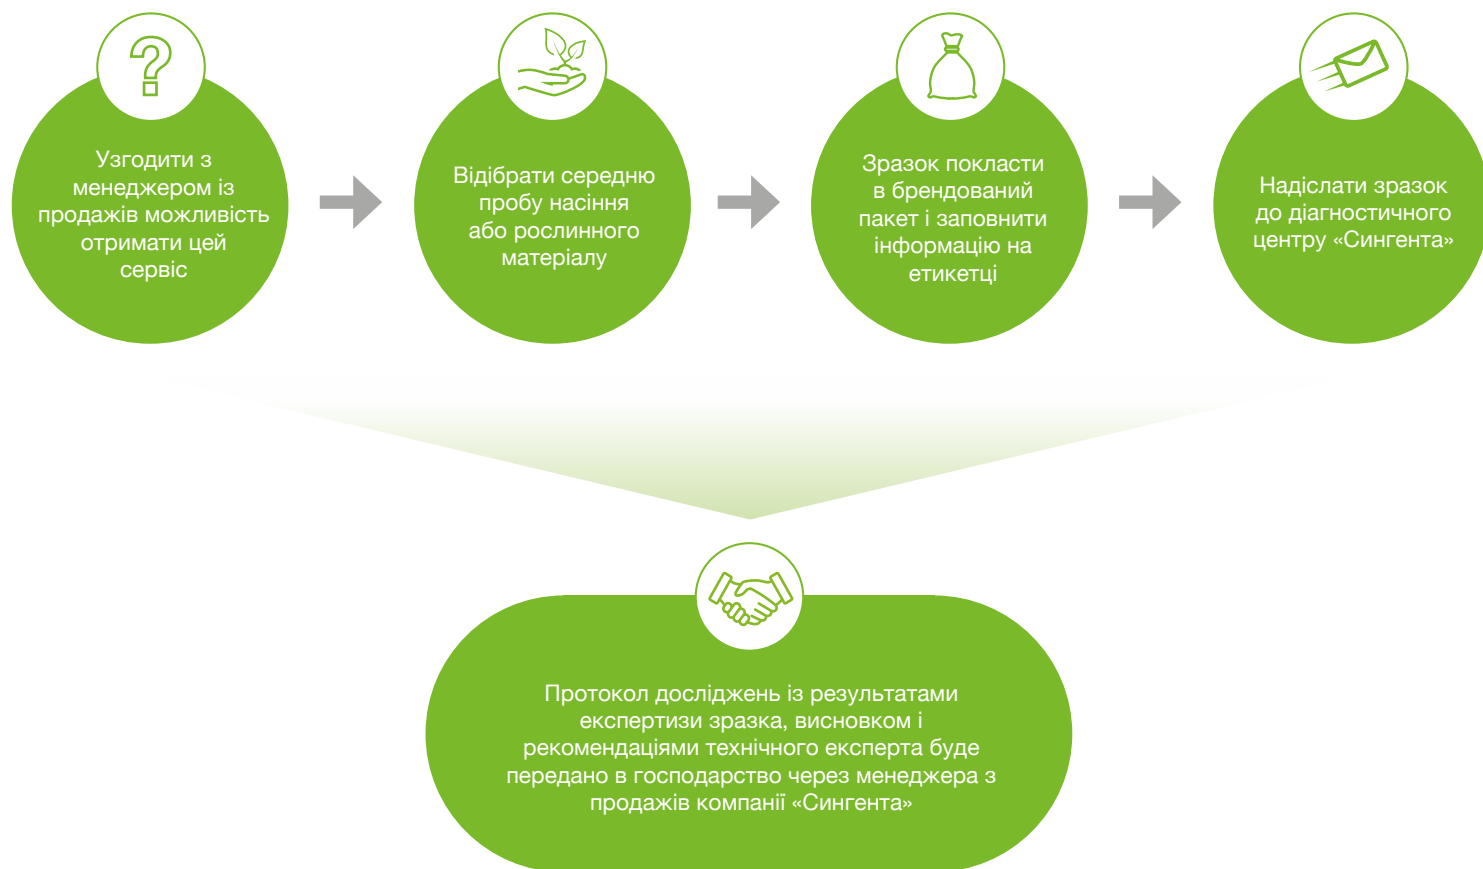 Узгодити з
менеджером із
продажів можливість
отримати цей
сервіс
Відібрати середню
пробу насіння
або рослинного
матеріалу
Зразок покласти
в брендований
пакет і заповнити
інформацію на
етикетці
Надіслати зразок
до діагностичного
центру «Сингента»
Протокол досліджень із результатами
експертизи зразка, висновком і
рекомендаціями технічного експерта буде
передано в господарство через менеджера з
продажів компанії «Сингента»